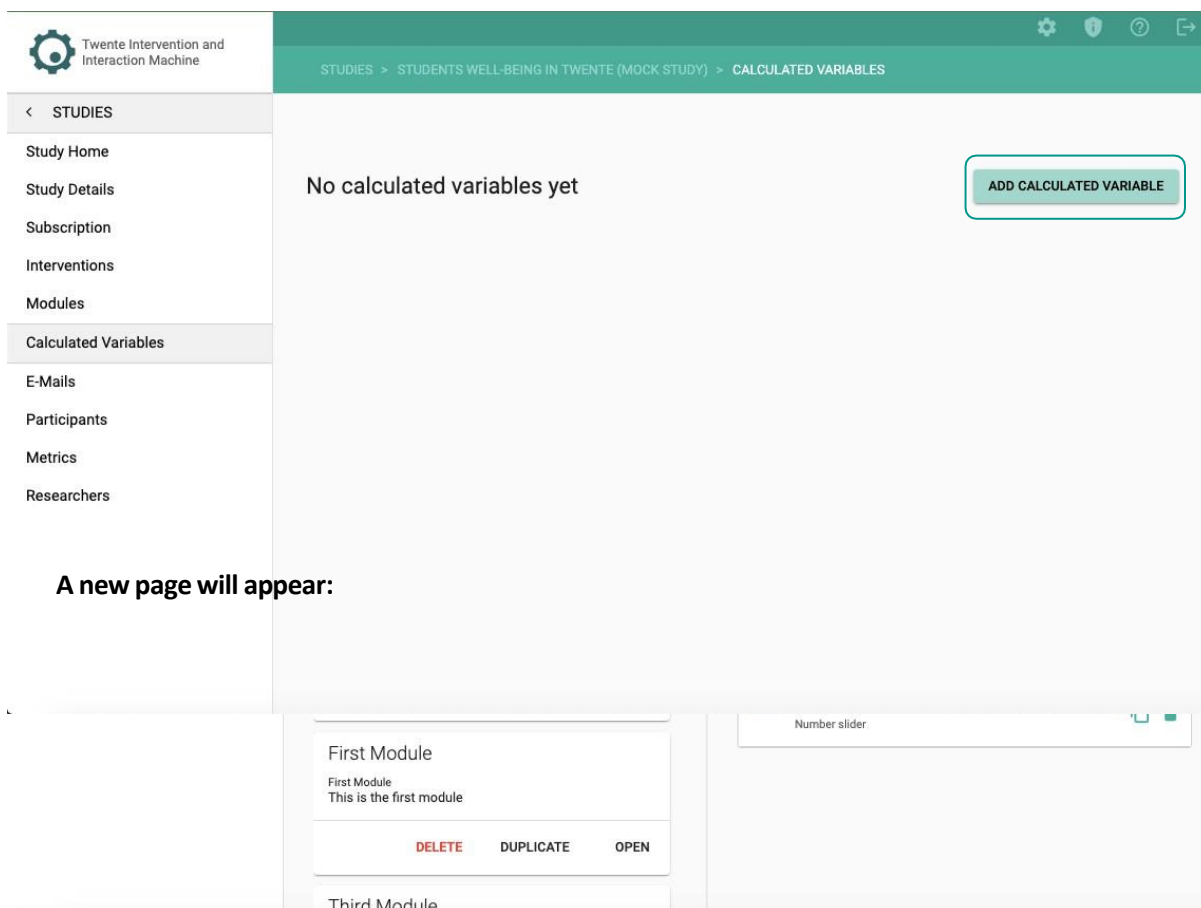 Twente Intervention and
Interaction Machine
STUDIES > STUDENTS WELL-BEING IN TWENTE (MOCK STUDY) > CALCULATED VARIABLES
< STUDIES
Study Home
Study Details
Subscription
Interventions
Modules
Calculated Variables
E-Mails
Participants
Metrics
Researchers
No calculated variables yet
ADD CALCULATED VARIABLE
A new page will appear:
Number slider
First Module
First Module
This is the first module
DELETE DUPLICATE OPEN
Third Module